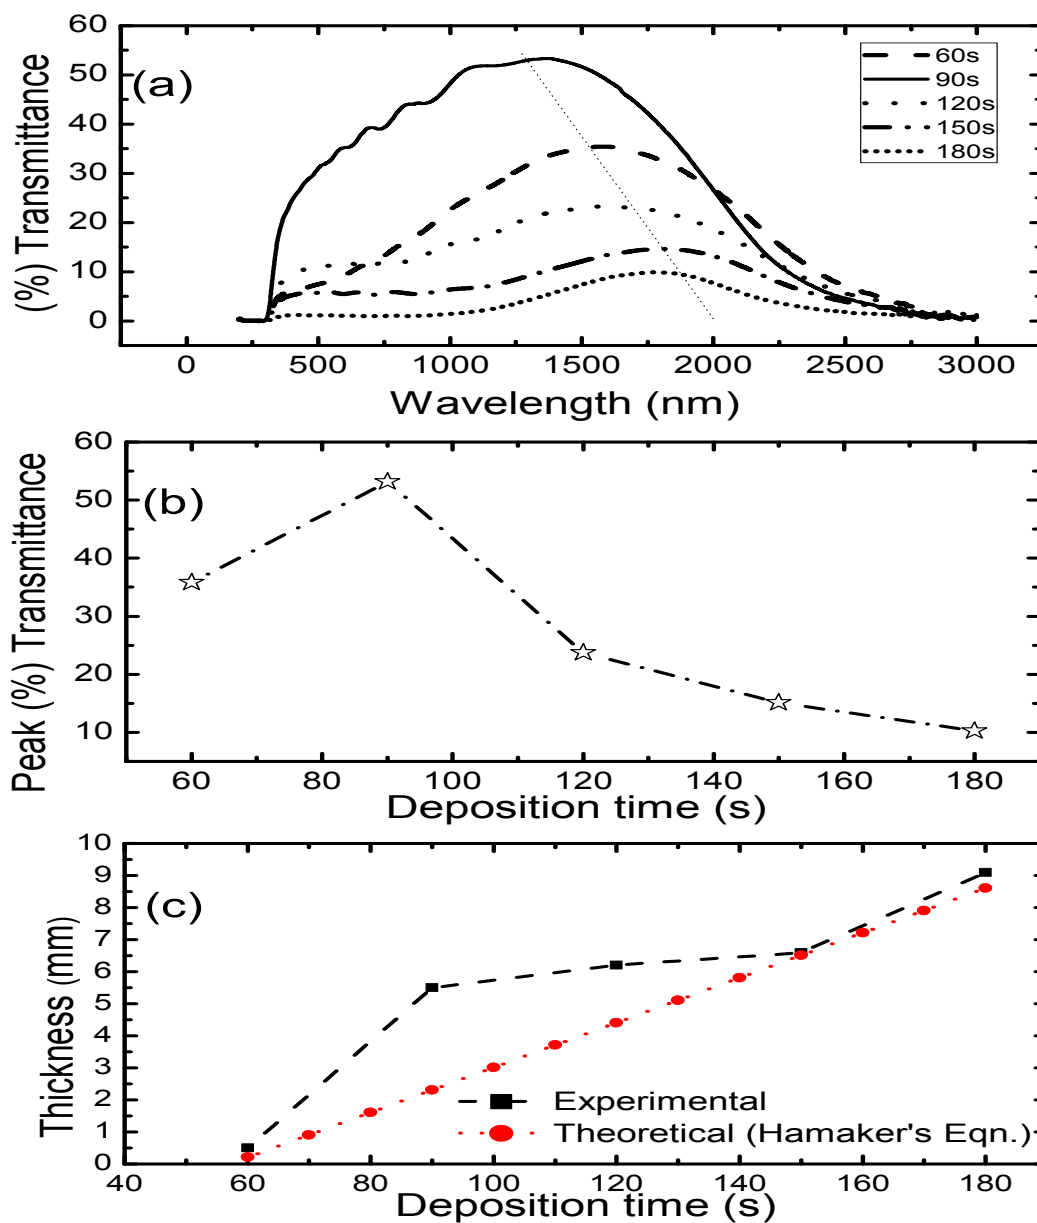 60
50
40
30
20
10
0
(%) Transmittance
(a)
60s
90s
120s
150s
180s
0 500 1000 1500 2000 2500 3000
Wavelength (nm)
60
50
40
30
20
10
Peak (%) Transmittance
(b)
60 80 100 120 140 160 180
Deposition time (s)
10
9
8
7
6
5
4
3
2
1
0
Thickness (mm)
(c)
Experimental
Theoretical (Hamaker's Eqn.)
40 60 80 100 120 140 160 180
Deposition time (s)